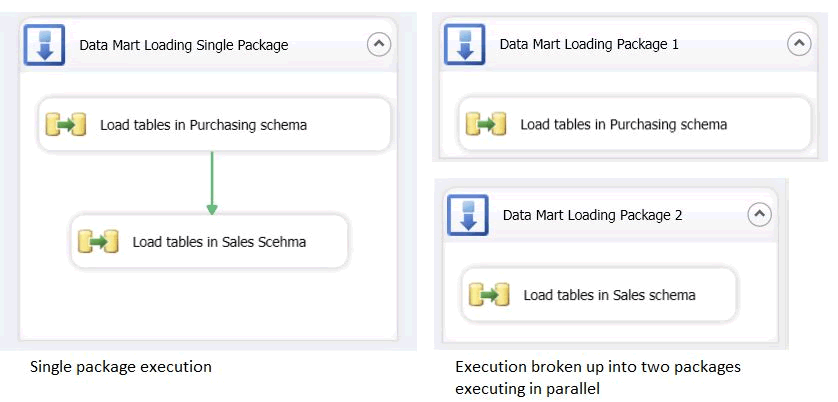 Data Mart Loading Single Package
Load tables in Purchasing schema
Load tables in Sales Scehma
Single package execution
Data Mart Loading Package 1
Load tables in Purchasing schema
Data Mart Loading Package 2
Load tables in Sales schema
Execution broken up into two packages
executing in parallel